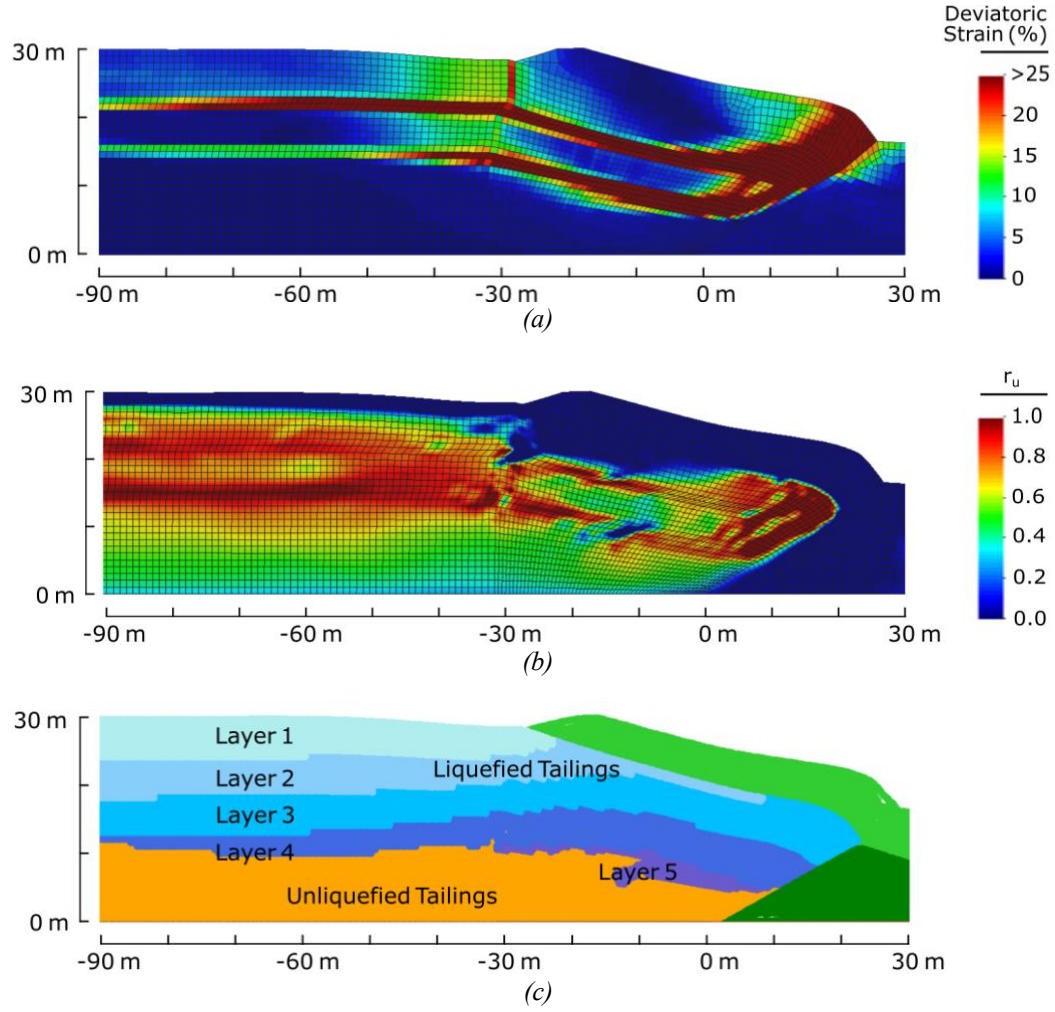 (a)
Deviatoric
Strain (%)
30 m
0 m
>25
20
15
10
5
0
-90 m -60 m -30 m 0 m 30 m
(a)
30 m
0 m
r_u
1.0
0.8
0.6
0.4
0.2
0.0
-90 m -60 m -30 m 0 m 30 m
(b)
30 m
0 m
Layer 1
Layer 2
Liquefied Tailings
Layer 3
Layer 4
Layer 5
Unliquefied Tailings
-90 m -60 m -30 m 0 m 30 m
(c)